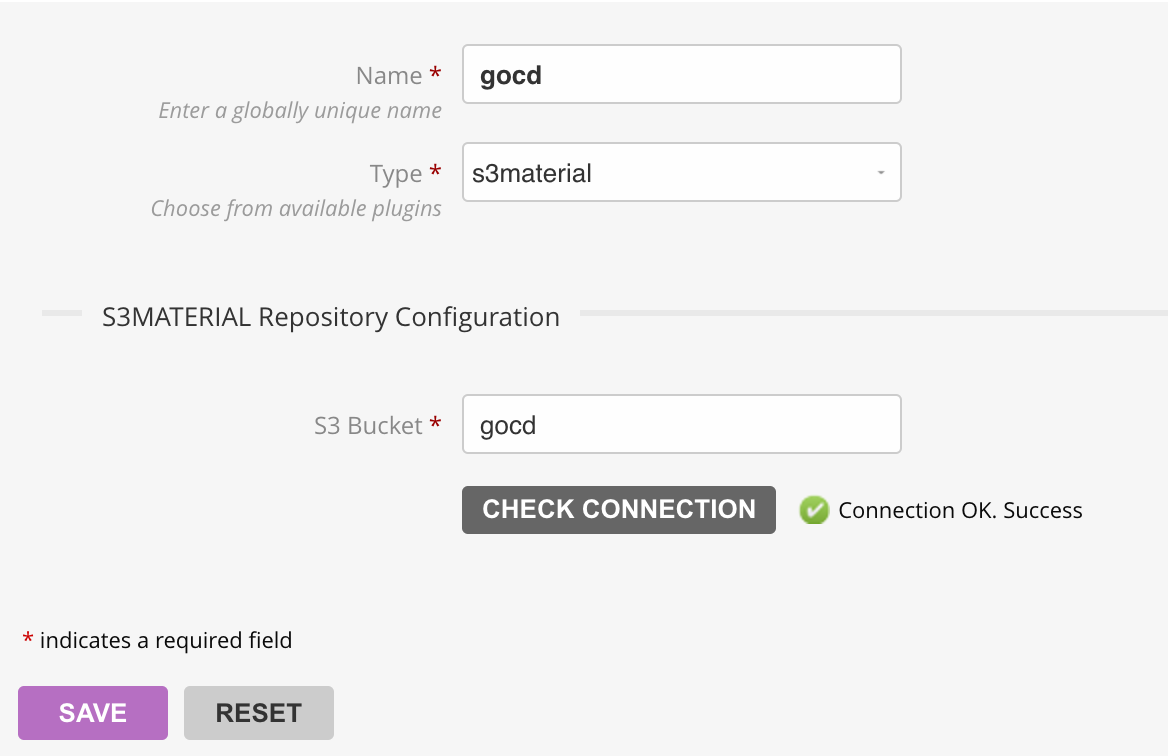 Name * gocd
Enter a globally unique name
Type * s3material
Choose from available plugins
S3MATERIAL Repository Configuration
S3 Bucket * gocd
CHECK CONNECTION Connection OK. Success
* indicates a required field
SAVE RESET